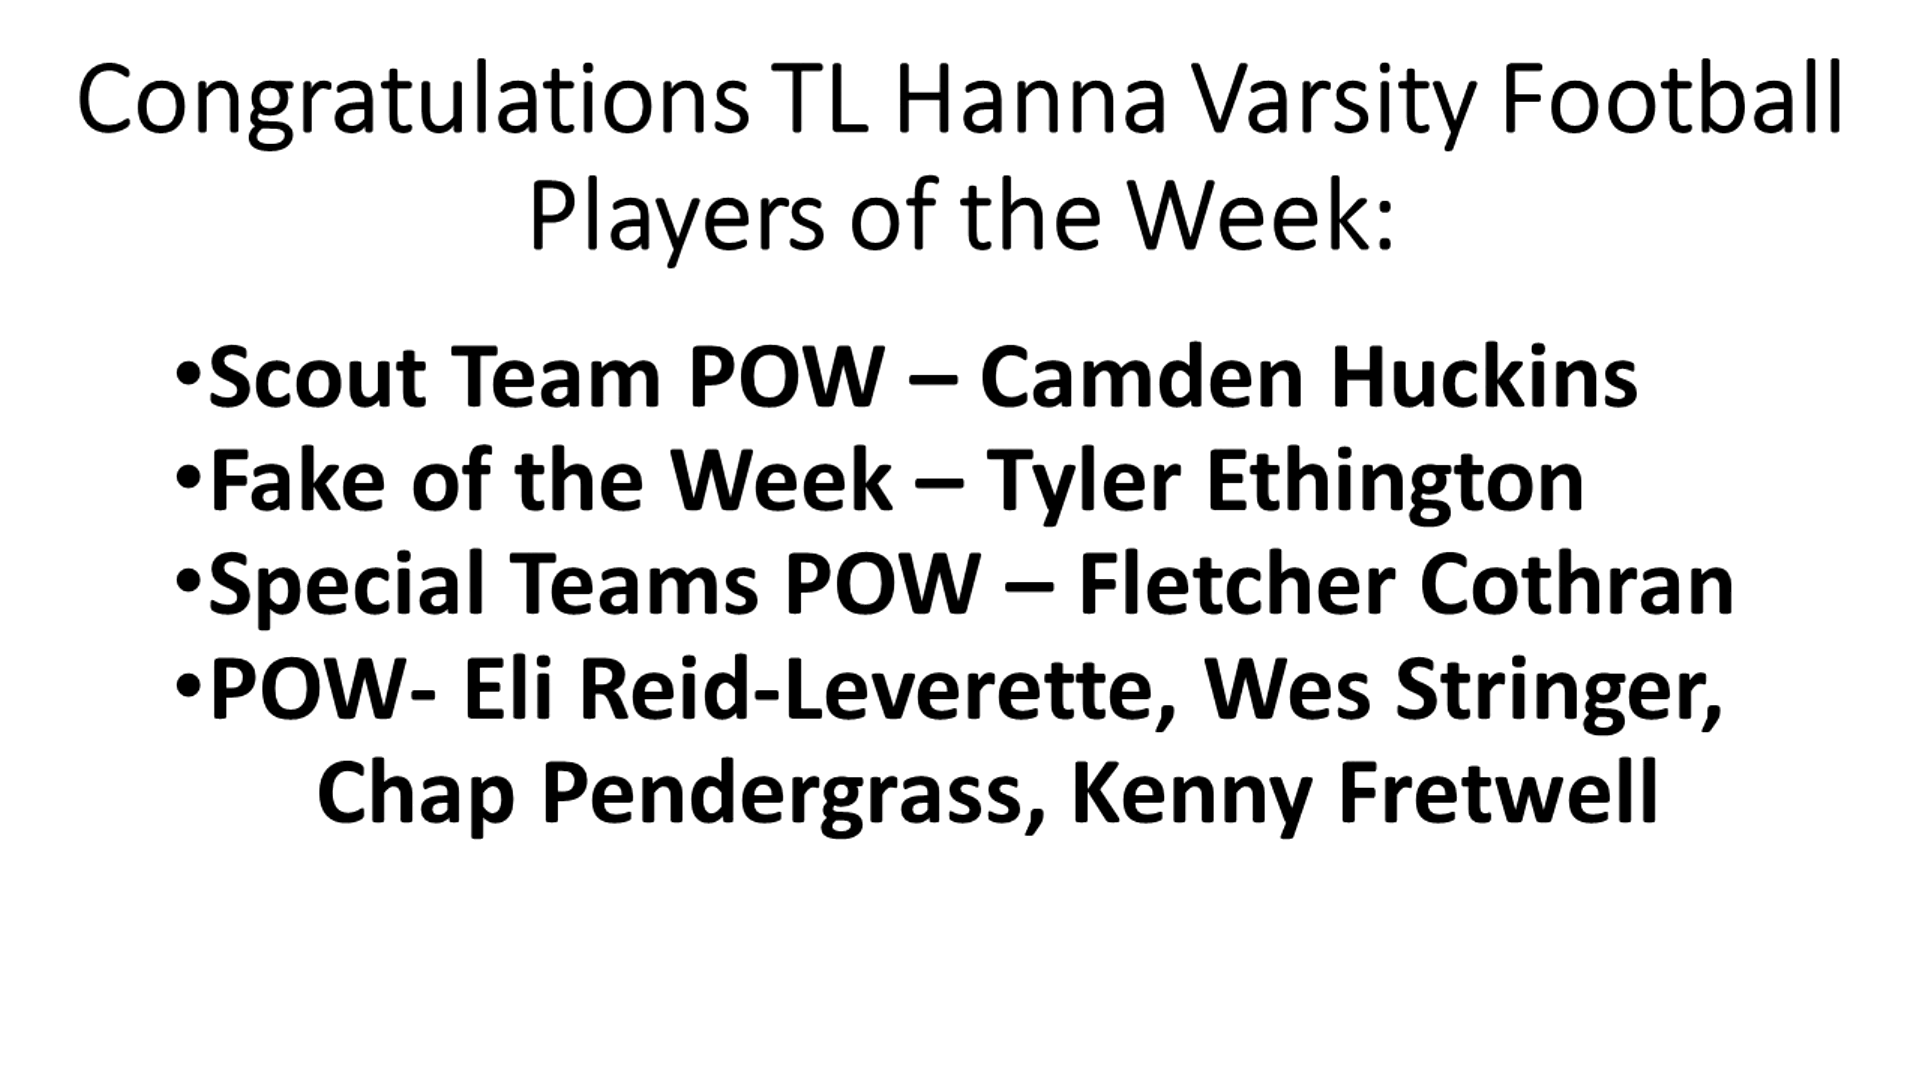 Congratulations TL Hanna Varsity Football
Players of the Week:
•Scout Team POW – Camden Huckins
•Fake of the Week – Tyler Ethington
•Special Teams POW – Fletcher Cothran
•POW- Eli Reid-Leverette, Wes Stringer,
Chap Pendergrass, Kenny Fretwell